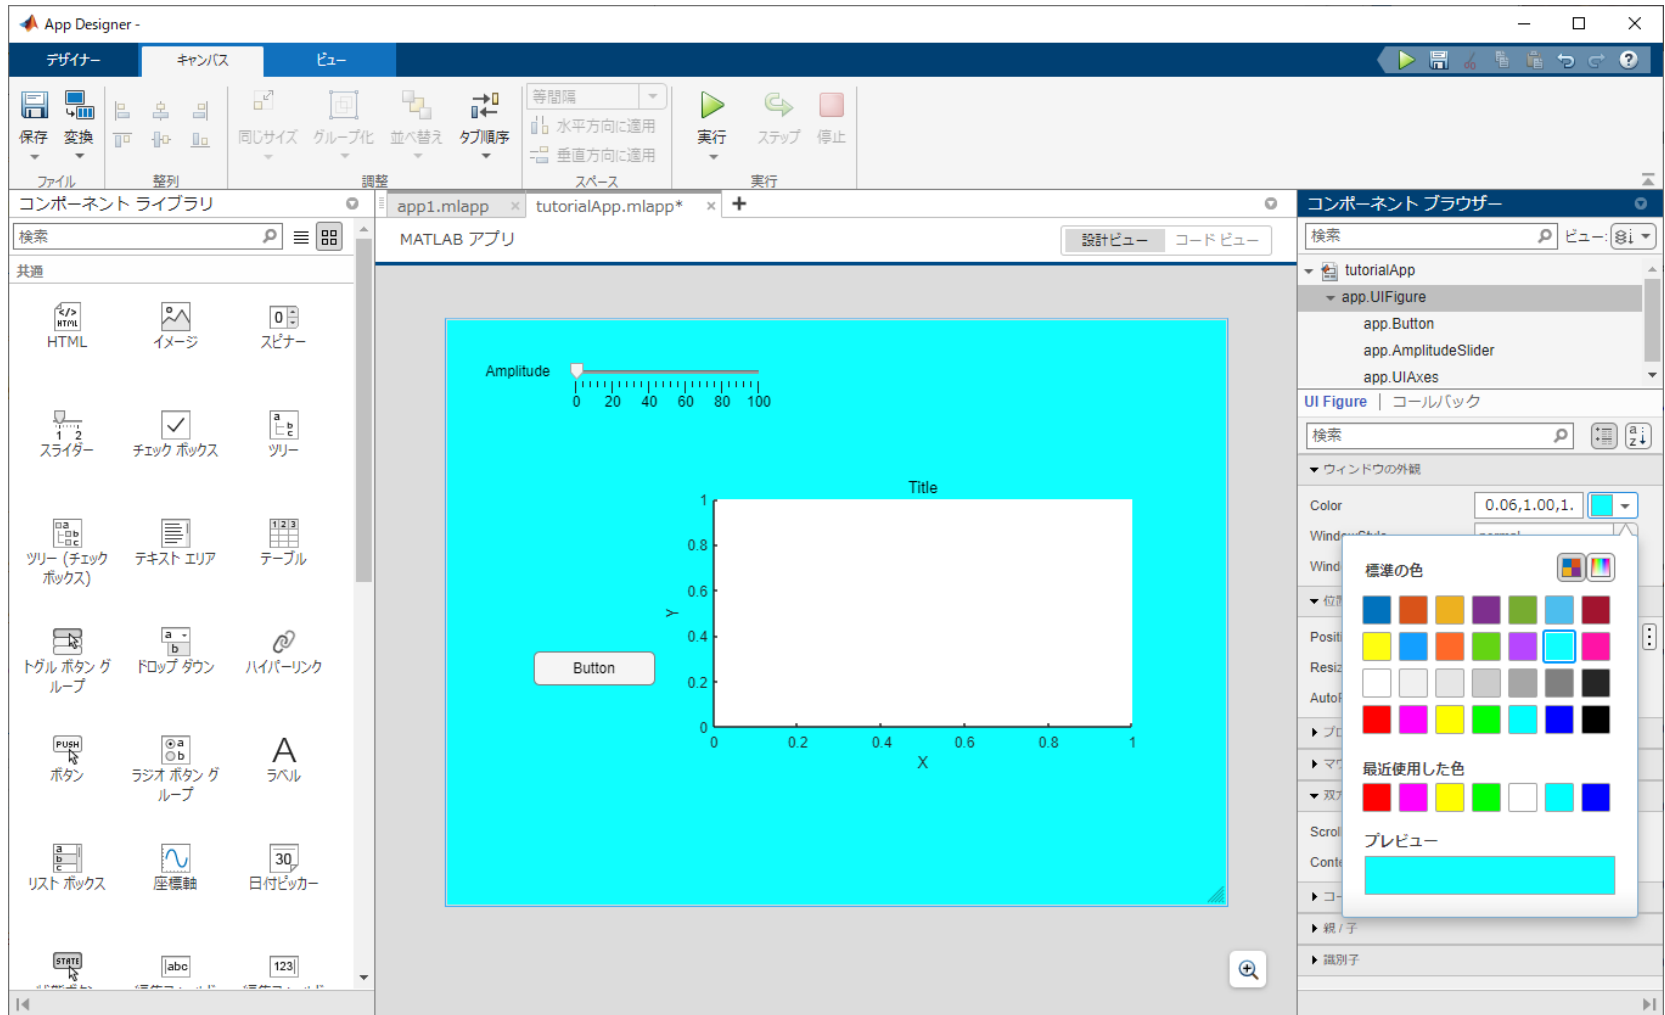 App Designer -
デザイナー
キャンバス
ビュー
保存
変換
同じサイズ
グループ化
並べ替え
タブ順序
等間隔
水平方向に適用
垂直方向に適用
実行
ステップ
停止
ファイル
整列
調整
スペース
実行
コンポーネント ライブラリ
検索
共通
HTML
イメージ
スピナー
スライダー
チェック ボックス
ツリー
ツリー (チェック
ボックス)
テキスト エリア
テーブル
トグル ボタン グ
ループ
ドロップ ダウン
ハイパーリンク
ボタン
ラジオ ボタン グ
ループ
ラベル
リスト ボックス
座標軸
日付ピッカー
app1.mlapp
tutorialApp.mlapp*
MATLAB アプリ
設計ビュー
コード ビュー
Amplitude
0 20 40 60 80 100
Title
1
0.8
0.6
Y
0.4
0.2
0
0 0.2 0.4 0.6 0.8 1
X
Button
コンポーネント ブラウザー
検索
ビュー:
tutorialApp
app.UIFigure
app.Button
app.AmplitudeSlider
app.UIAxes
UI Figure | コールバック
検索
ウィンドウの外観
Color
0.06,1.00,1.
標準の色
最近使用した色
プレビュー
親 / 子
識別子